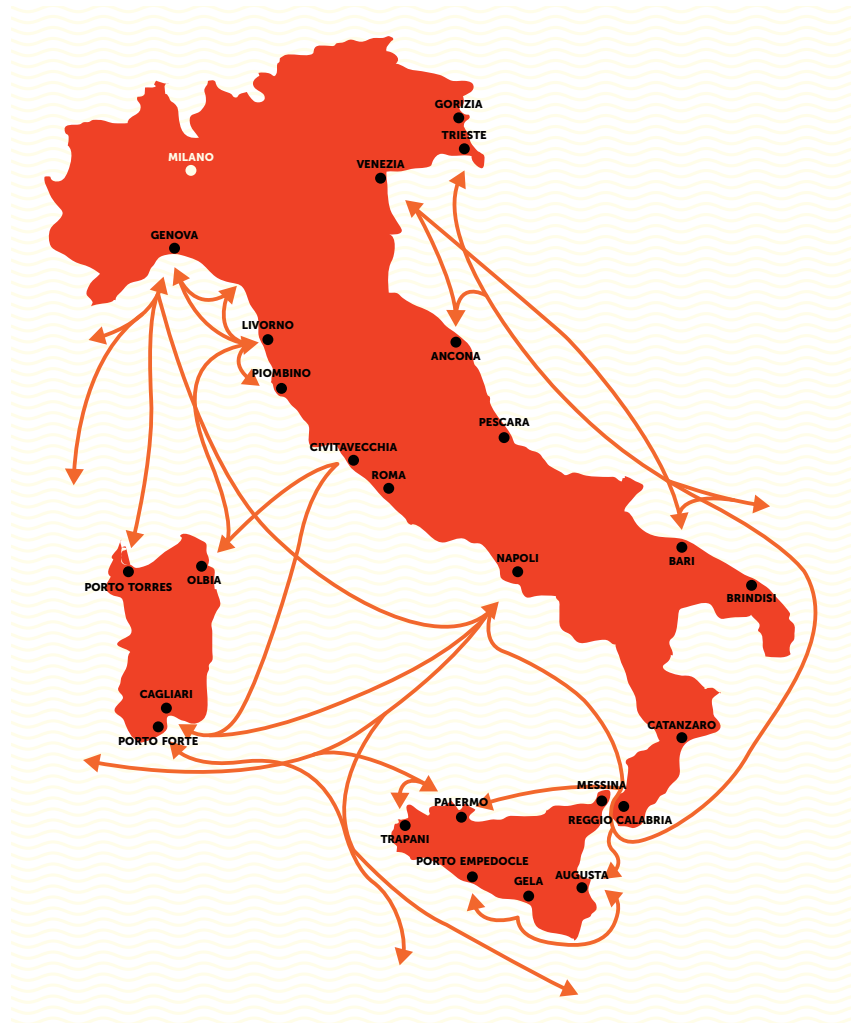 GORIZIA
TRIESTE
MILANO
VENEZIA
GENOVA
LIVORNO
ANCONA
PIOMBINO
PESCARA
CIVITAVECCHIA
ROMA
NAPOLI
BARI
OLBIA
PORTO TORRES
BRINDISI
CAGLIARI
CATANZARO
PORTO FORTE
MESSINA
PALERMO
REGGIO CALABRIA
TRAPANI
PORTO EMPEDOCLE
AUGUSTA
GELA